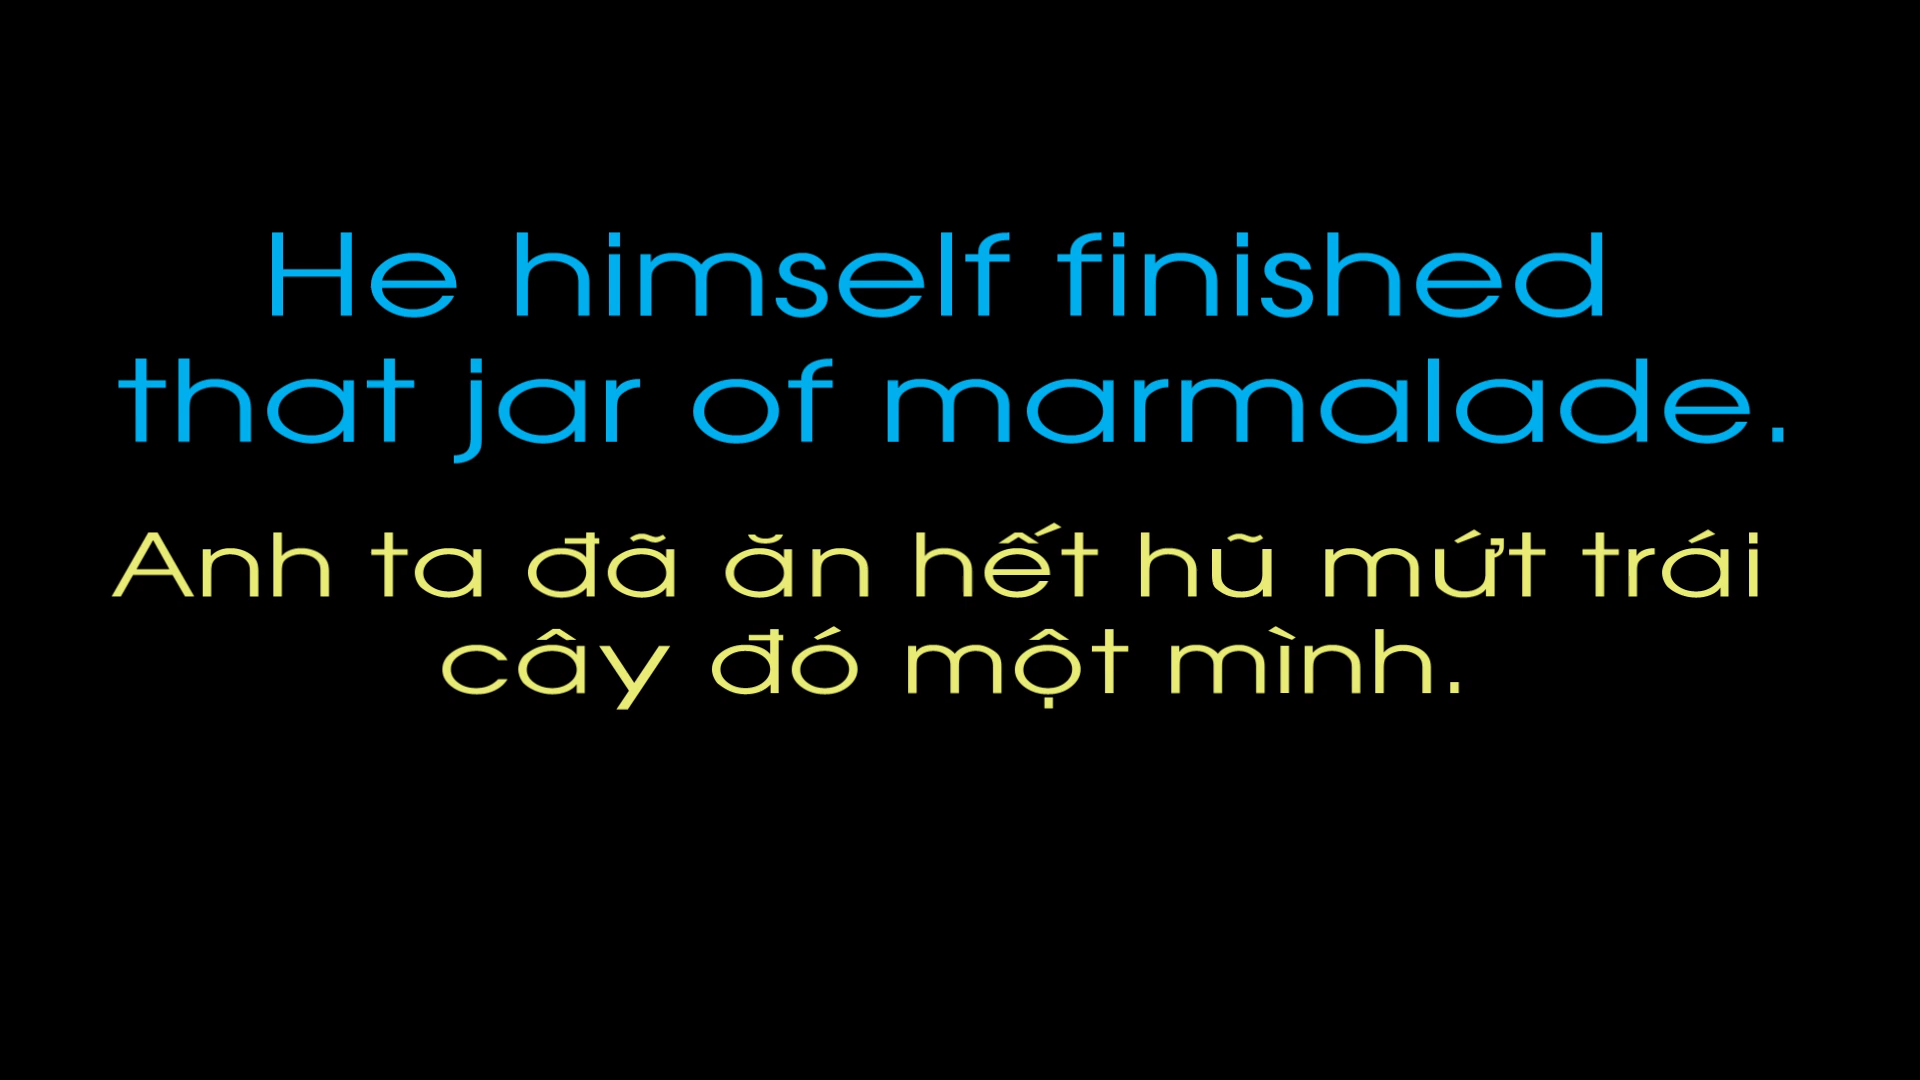 He himself finished
that jar of marmalade.
Anh ta đã ăn hết hũ mứt trái
cây đó một mình.